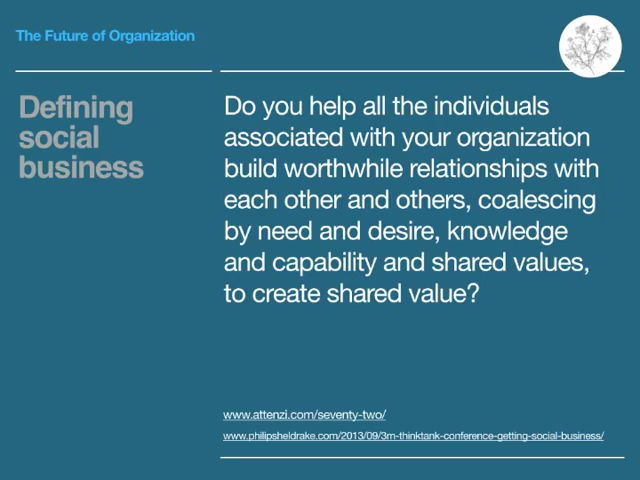 The Future of Organization
Defining
social
business
Do you help all the individuals
associated with your organization
build worthwhile relationships with
each other and others, coalescing
by need and desire, knowledge
and capability and shared values,
to create shared value?
www.attenzi.com/seventy-two/
www.philipsheldrake.com/2013/09/3m-thinktank-conference-getting-social-business/